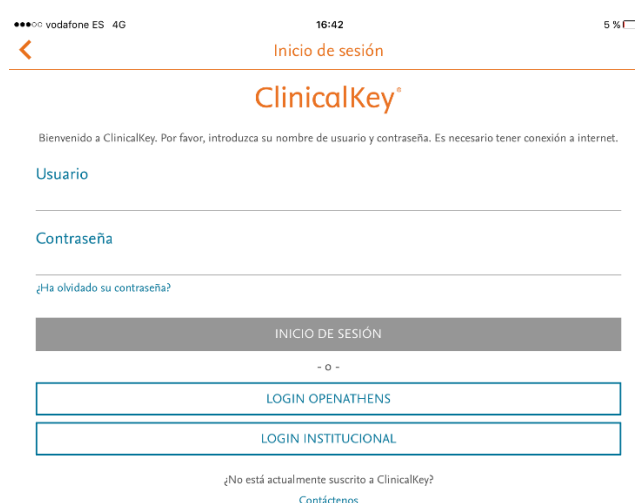 vodafone ES 4G 16:42 5 %
Inicio de sesión
ClinicalKey®
Bienvenido a ClinicalKey. Por favor, introduzca su nombre de usuario y contraseña. Es necesario tener conexión a internet.
Usuario
Contraseña
¿Ha olvidado su contraseña?
INICIO DE SESIÓN
- o -
LOGIN OPENATHENS
LOGIN INSTITUCIONAL
¿No está actualmente suscrito a ClinicalKey?
Contáctenos